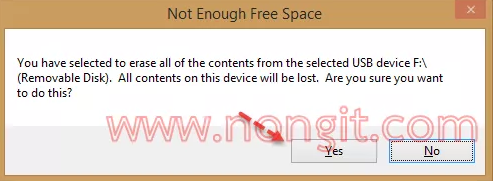 Not Enough Free Space
You have selected to erase all of the contents from the selected USB device F:\
(Removable Disk).  All contents on this device will be lost.  Are you sure you want
to do this?
www.nongit.com
Yes
No